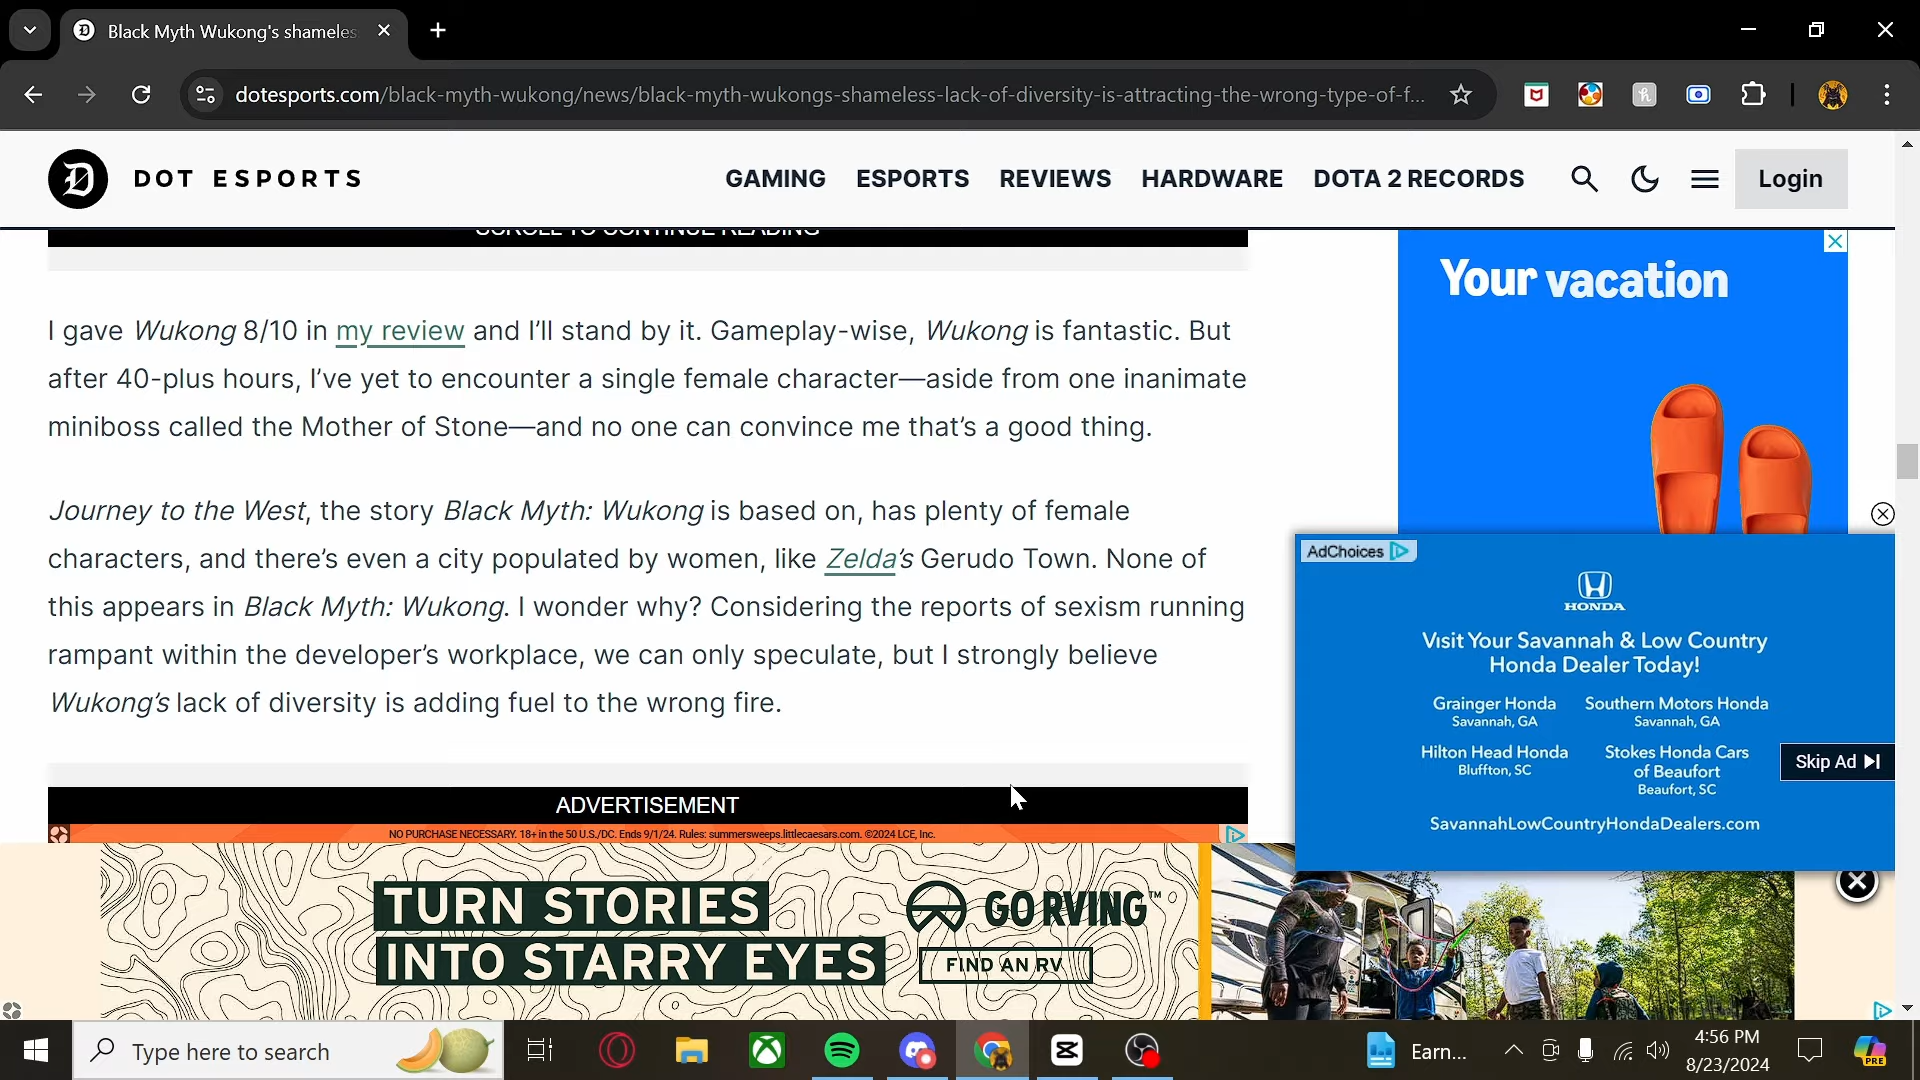 Black Myth Wukong's shameles
dotesports.com/black-myth-wukong/news/black-myth-wukongs-shameless-lack-of-diversity-is-attracting-the-wrong-type-of-f...
DOT ESPORTS
GAMING ESPORTS REVIEWS HARDWARE DOTA 2 RECORDS Login
SCROLL TO CONTINUE READING
I gave Wukong 8/10 in my review and I’ll stand by it. Gameplay-wise, Wukong is fantastic. But
after 40-plus hours, I’ve yet to encounter a single female character—aside from one inanimate
miniboss called the Mother of Stone—and no one can convince me that’s a good thing.
Journey to the West, the story Black Myth: Wukong is based on, has plenty of female
characters, and there’s even a city populated by women, like Zelda’s Gerudo Town. None of
this appears in Black Myth: Wukong. I wonder why? Considering the reports of sexism running
rampant within the developer’s workplace, we can only speculate, but I strongly believe
Wukong’s lack of diversity is adding fuel to the wrong fire.
ADVERTISEMENT
NO PURCHASE NECESSARY. 18+ in the 50 U.S./DC. Ends 9/1/24. Rules: summersweeps.littlecaesars.com. ©2024 LCE, Inc.
Your vacation
AdChoices
HONDA
Visit Your Savannah & Low Country
Honda Dealer Today!
Grainger Honda
Savannah, GA
Southern Motors Honda
Savannah, GA
Hilton Head Honda
Bluffton, SC
Stokes Honda Cars
of Beaufort
Beaufort, SC
Skip Ad
SavannahLowCountryHondaDealers.com
TURN STORIES
INTO STARRY EYES
GO RVING™
FIND AN RV
Type here to search
Earn...
4:56 PM
8/23/2024
PRE